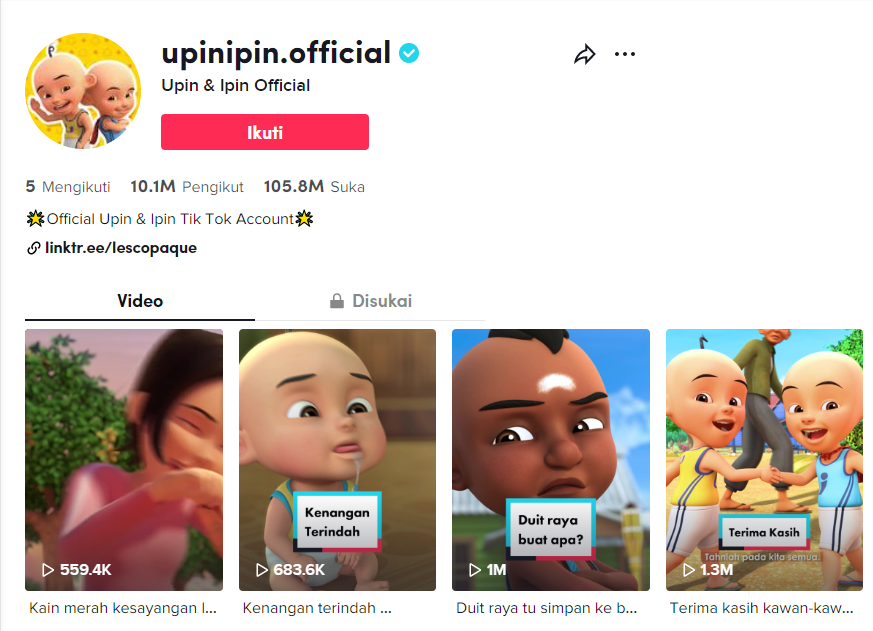 upinipin.official
Upin & Ipin Official
Ikuti
5 Mengikuti 10.1M Pengikut 105.8M Suka
🌟Official Upin & Ipin Tik Tok Account🌟
linktr.ee/lescopaque
Video Disukai
Kenangan
Terindah
Duit raya
buat apa?
Terima Kasih
Tahniah pada kita semua.
559.4K 683.6K 1M 1.3M
Kain merah kesayangan l... Kenangan terindah ... Duit raya tu simpan ke b... Terima kasih kawan-kaw...